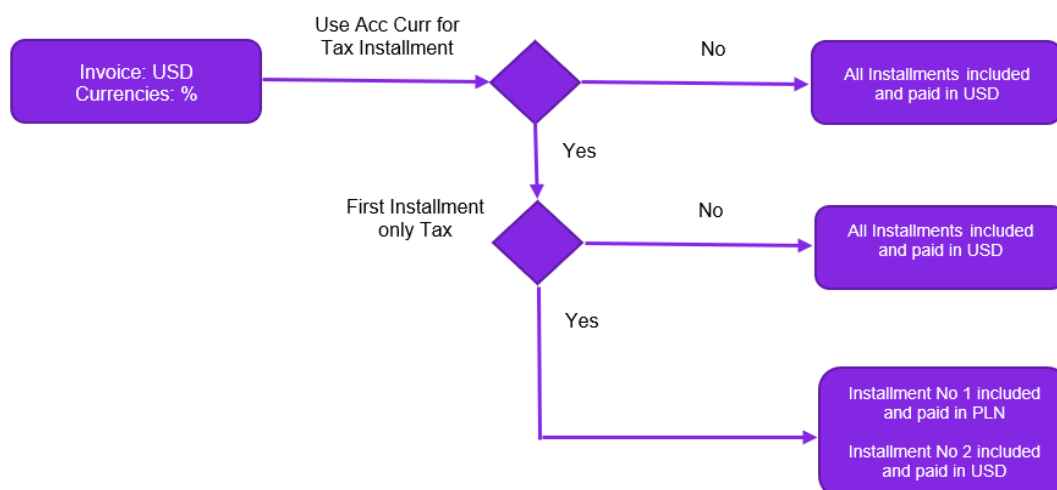 Use Acc Curr for
Tax Installment
No
Invoice: USD
Currencies: %
All Installments included
and paid in USD
Yes
First Installment
only Tax
No
All Installments included
and paid in USD
Yes
Installment No 1 included
and paid in PLN
Installment No 2 included
and paid in USD